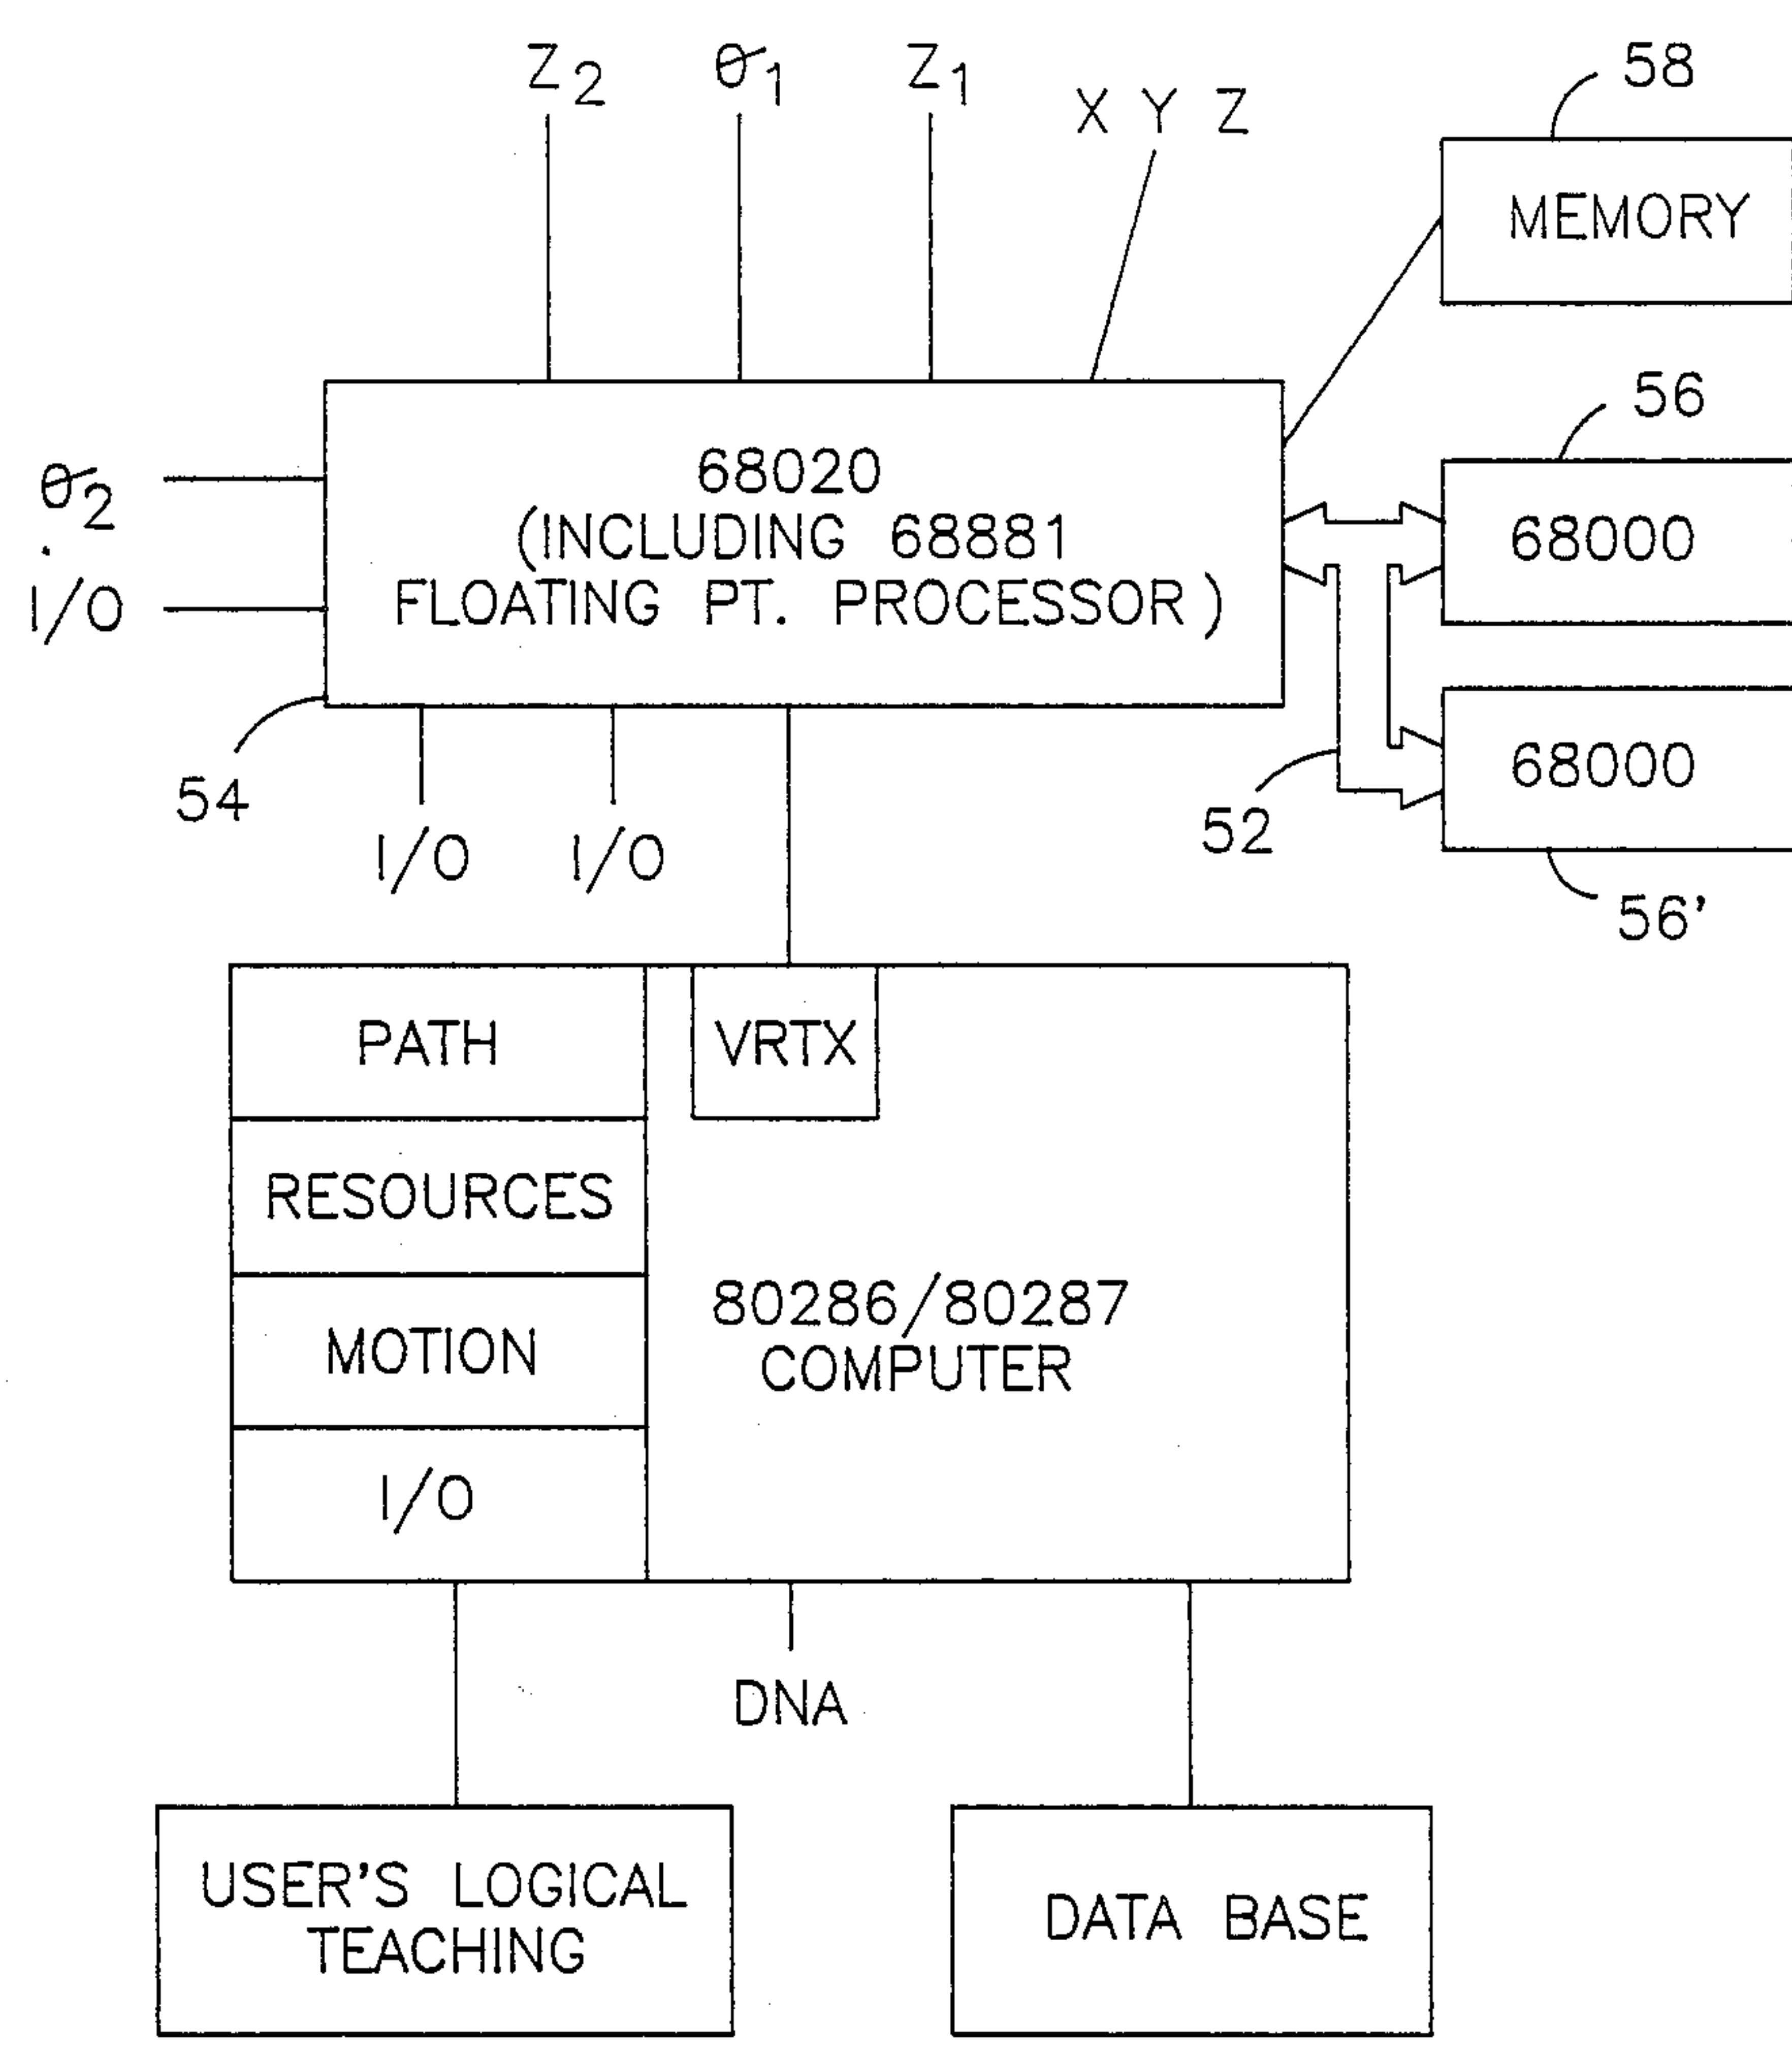 Z2 θ1 Z1
X Y Z
58
MEMORY
56
68020
(INCLUDING 68881
FLOATING PT. PROCESSOR)
θ2
I/O
68000
68000
54
52
56'
I/O I/O
PATH
VRTX
RESOURCES
MOTION
80286/80287
COMPUTER
I/O
DNA
USER'S LOGICAL
TEACHING
DATA BASE